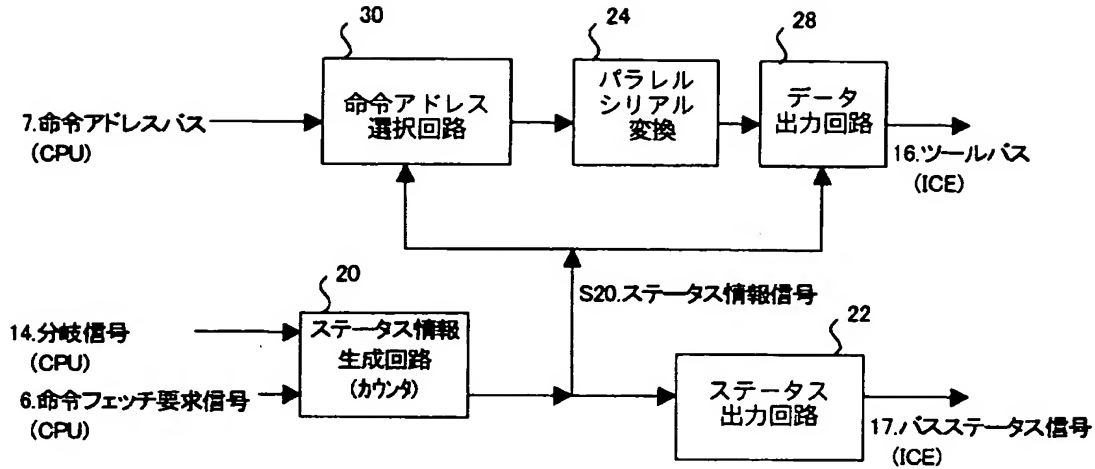 30
24
28
命令アドレス
選択回路
パラレル
シリアル
変換
データ
出力回路
7.命令アドレスバス
(CPU)
16.ツールバス
(ICE)
20
S20.ステータス情報信号
22
14.分岐信号
(CPU)
6.命令フェッチ要求信号
(CPU)
ステータス情報
生成回路
(カウンタ)
ステータス
出力回路
17.バスステータス信号
(ICE)